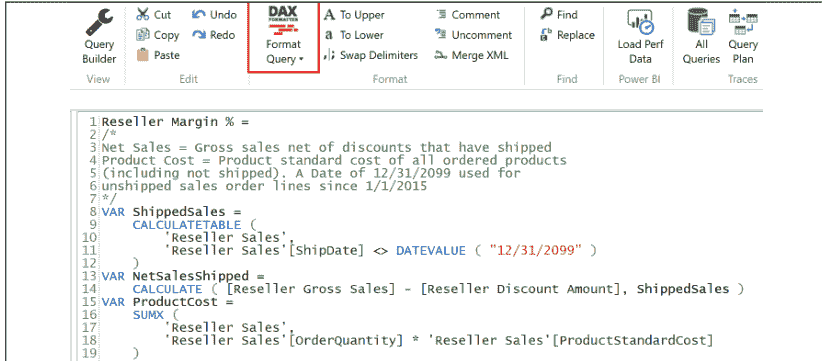 Cut Undo
Copy Redo
Paste
Query
Builder
View
Edit
DAX
FORMATTER
Format
Query
To Upper
To Lower
Swap Delimiters
Comment
Uncomment
Merge XML
Format
Find
Replace
Find
Load Perf
Data
Power BI
All
Queries
Query
Plan
Traces
1 Reseller Margin % =
2 /*
3 Net Sales = Gross sales net of discounts that have shipped
4 Product Cost = Product standard cost of all ordered products
5 (including not shipped). A Date of 12/31/2099 used for
6 unshipped sales order lines since 1/1/2015
7 */
8 VAR ShippedSales =
9 CALCULATETABLE (
10 'Reseller Sales',
11 'Reseller Sales'[ShipDate] <> DATEVALUE ( "12/31/2099" )
12 )
13 VAR NetSalesShipped =
14 CALCULATE ( [Reseller Gross Sales] - [Reseller Discount Amount], ShippedSales )
15 VAR ProductCost =
16 SUMX (
17 'Reseller Sales',
18 'Reseller Sales'[OrderQuantity] * 'Reseller Sales'[ProductStandardCost]
19 )